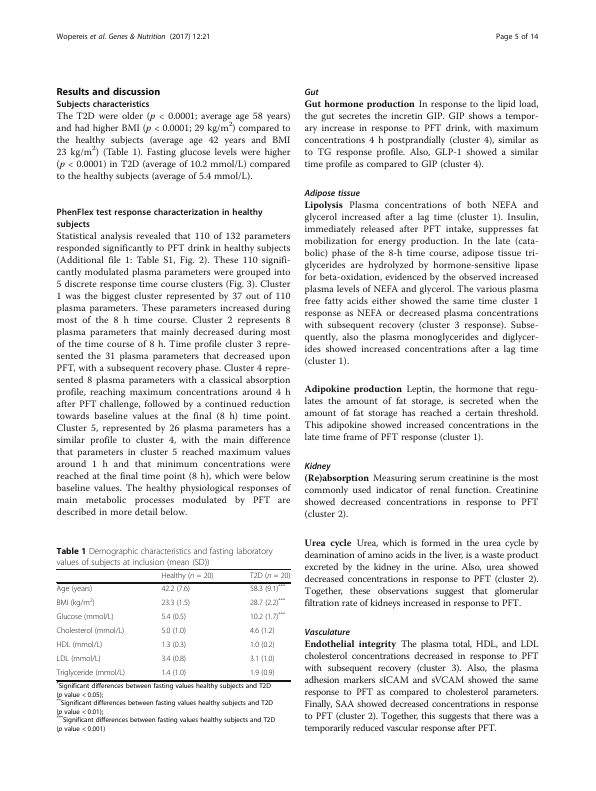 Wopereis et al. Genes & Nutrition (2017) 12:21
Page 5 of 14
Results and discussion
Subjects characteristics
The T2D were older (p < 0.0001; average age 58 years)
and had higher BMI (p < 0.0001; 29 kg/m2) compared to
the healthy subjects (average age 42 years and BMI
23 kg/m2) (Table 1). Fasting glucose levels were higher
(p < 0.0001) in T2D (average of 10.2 mmol/L) compared
to the healthy subjects (average of 5.4 mmol/L).
PhenFlex test response characterization in healthy
subjects
Statistical analysis revealed that 110 of 132 parameters
responded significantly to PFT drink in healthy subjects
(Additional file 1: Table S1, Fig. 2). These 110 signifi-
cantly modulated plasma parameters were grouped into
5 discrete response time course clusters (Fig. 3). Cluster
1 was the biggest cluster represented by 37 out of 110
plasma parameters. These parameters increased during
most of the 8 h time course. Cluster 2 represents 8
plasma parameters that mainly decreased during most
of the time course of 8 h. Time profile cluster 3 repre-
sented the 31 plasma parameters that decreased upon
PFT, with a subsequent recovery phase. Cluster 4 repre-
sented 8 plasma parameters with a classical absorption
profile, reaching maximum concentrations around 4 h
after PFT challenge, followed by a continued reduction
towards baseline values at the final (8 h) time point.
Cluster 5, represented by 26 plasma parameters has a
similar profile to cluster 4, with the main difference
that parameters in cluster 5 reached maximum values
around 1 h and that minimum concentrations were
reached at the final time point (8 h), which were below
baseline values. The healthy physiological responses of
main metabolic processes modulated by PFT are
described in more detail below.
Table 1 Demographic characteristics and fasting laboratory
values of subjects at inclusion (mean (SD))
Healthy (n = 20) T2D (n = 20)
Age (years) 42.2 (7.6) 58.3 (9.1)***
BMI (kg/m2) 23.3 (1.5) 28.7 (2.2)***
Glucose (mmol/L) 5.4 (0.5) 10.2 (1.7)***
Cholesterol (mmol/L) 5.0 (1.0) 4.6 (1.2)
HDL (mmol/L) 1.3 (0.3) 1.0 (0.2)
LDL (mmol/L) 3.4 (0.8) 3.1 (1.0)
Triglyceride (mmol/L) 1.4 (1.0) 1.9 (0.9)
*Significant differences between fasting values healthy subjects and T2D
(p value < 0.05);
**Significant differences between fasting values healthy subjects and T2D
(p value < 0.01);
***Significant differences between fasting values healthy subjects and T2D
(p value < 0.001)
Gut
Gut hormone production In response to the lipid load,
the gut secretes the incretin GIP. GIP shows a tempor-
ary increase in response to PFT drink, with maximum
concentrations 4 h postprandially (cluster 4), similar as
to TG response profile. Also, GLP-1 showed a similar
time profile as compared to GIP (cluster 4).
Adipose tissue
Lipolysis Plasma concentrations of both NEFA and
glycerol increased after a lag time (cluster 1). Insulin,
immediately released after PFT intake, suppresses fat
mobilization for energy production. In the late (cata-
bolic) phase of the 8-h time course, adipose tissue tri-
glycerides are hydrolyzed by hormone-sensitive lipase
for beta-oxidation, evidenced by the observed increased
plasma levels of NEFA and glycerol. The various plasma
free fatty acids either showed the same time cluster 1
response as NEFA or decreased plasma concentrations
with subsequent recovery (cluster 3 response). Subse-
quently, also the plasma monoglycerides and diglycer-
ides showed increased concentrations after a lag time
(cluster 1).
Adipokine production Leptin, the hormone that regu-
lates the amount of fat storage, is secreted when the
amount of fat storage has reached a certain threshold.
This adipokine showed increased concentrations in the
late time frame of PFT response (cluster 1).
Kidney
(Re)absorption Measuring serum creatinine is the most
commonly used indicator of renal function. Creatinine
showed decreased concentrations in response to PFT
(cluster 2).
Urea cycle Urea, which is formed in the urea cycle by
deamination of amino acids in the liver, is a waste product
excreted by the kidney in the urine. Also, urea showed
decreased concentrations in response to PFT (cluster 2).
Together, these observations suggest that glomerular
filtration rate of kidneys increased in response to PFT.
Vasculature
Endothelial integrity The plasma total, HDL, and LDL
cholesterol concentrations decreased in response to PFT
with subsequent recovery (cluster 3). Also, the plasma
adhesion markers sICAM and sVCAM showed the same
response to PFT as compared to cholesterol parameters.
Finally, SAA showed decreased concentrations in response
to PFT (cluster 2). Together, this suggests that there was a
temporarily reduced vascular response after PFT.